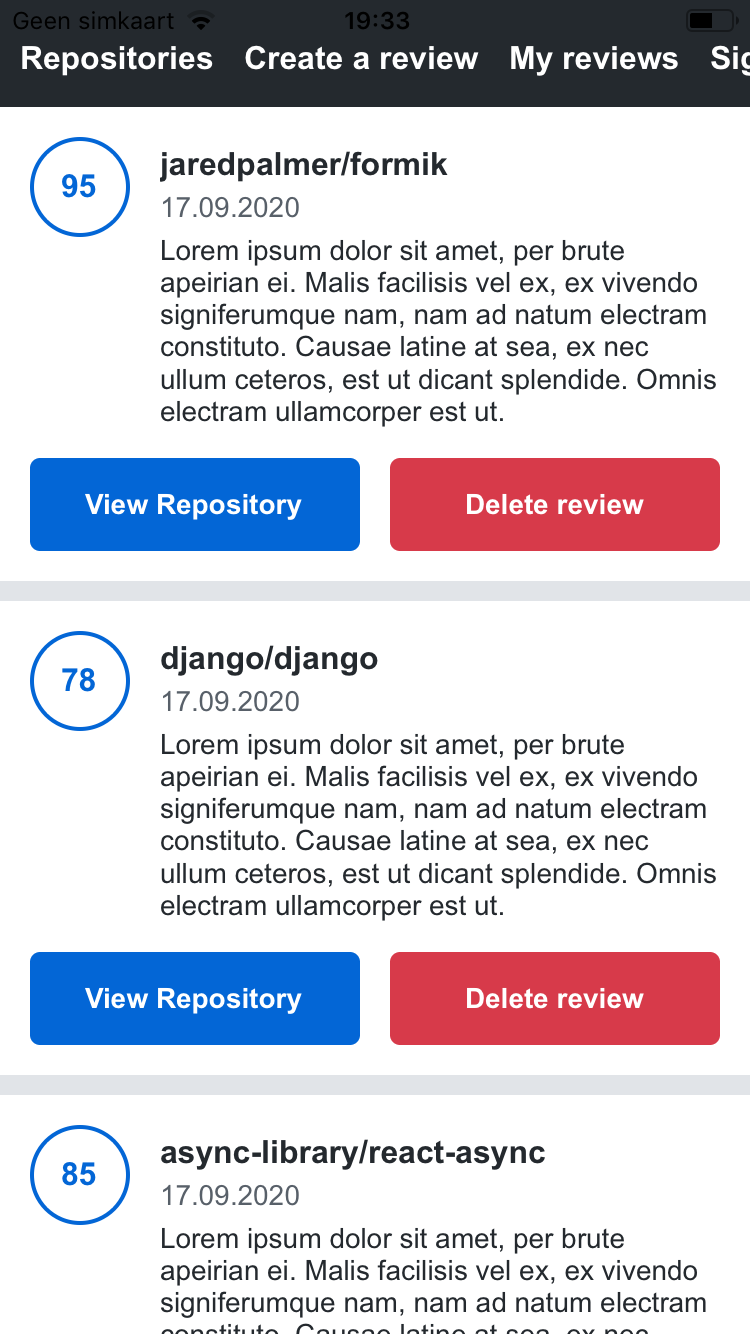 Geen simkaart 19:33
Repositories Create a review My reviews
95
jaredpalmer/formik
17.09.2020
Lorem ipsum dolor sit amet, per brute
apeirian ei. Malis facilisis vel ex, ex vivendo
signiferumque nam, nam ad natum electram
constituto. Causae latine at sea, ex nec
ullum ceteros, est ut dicant splendide. Omnis
electram ullamcorper est ut.
View Repository Delete review
78
django/django
17.09.2020
Lorem ipsum dolor sit amet, per brute
apeirian ei. Malis facilisis vel ex, ex vivendo
signiferumque nam, nam ad natum electram
constituto. Causae latine at sea, ex nec
ullum ceteros, est ut dicant splendide. Omnis
electram ullamcorper est ut.
View Repository Delete review
85
async-library/react-async
17.09.2020
Lorem ipsum dolor sit amet, per brute
apeirian ei. Malis facilisis vel ex, ex vivendo
signiferumque nam, nam ad natum electram
constituto. Causae latine at sea, ex nec